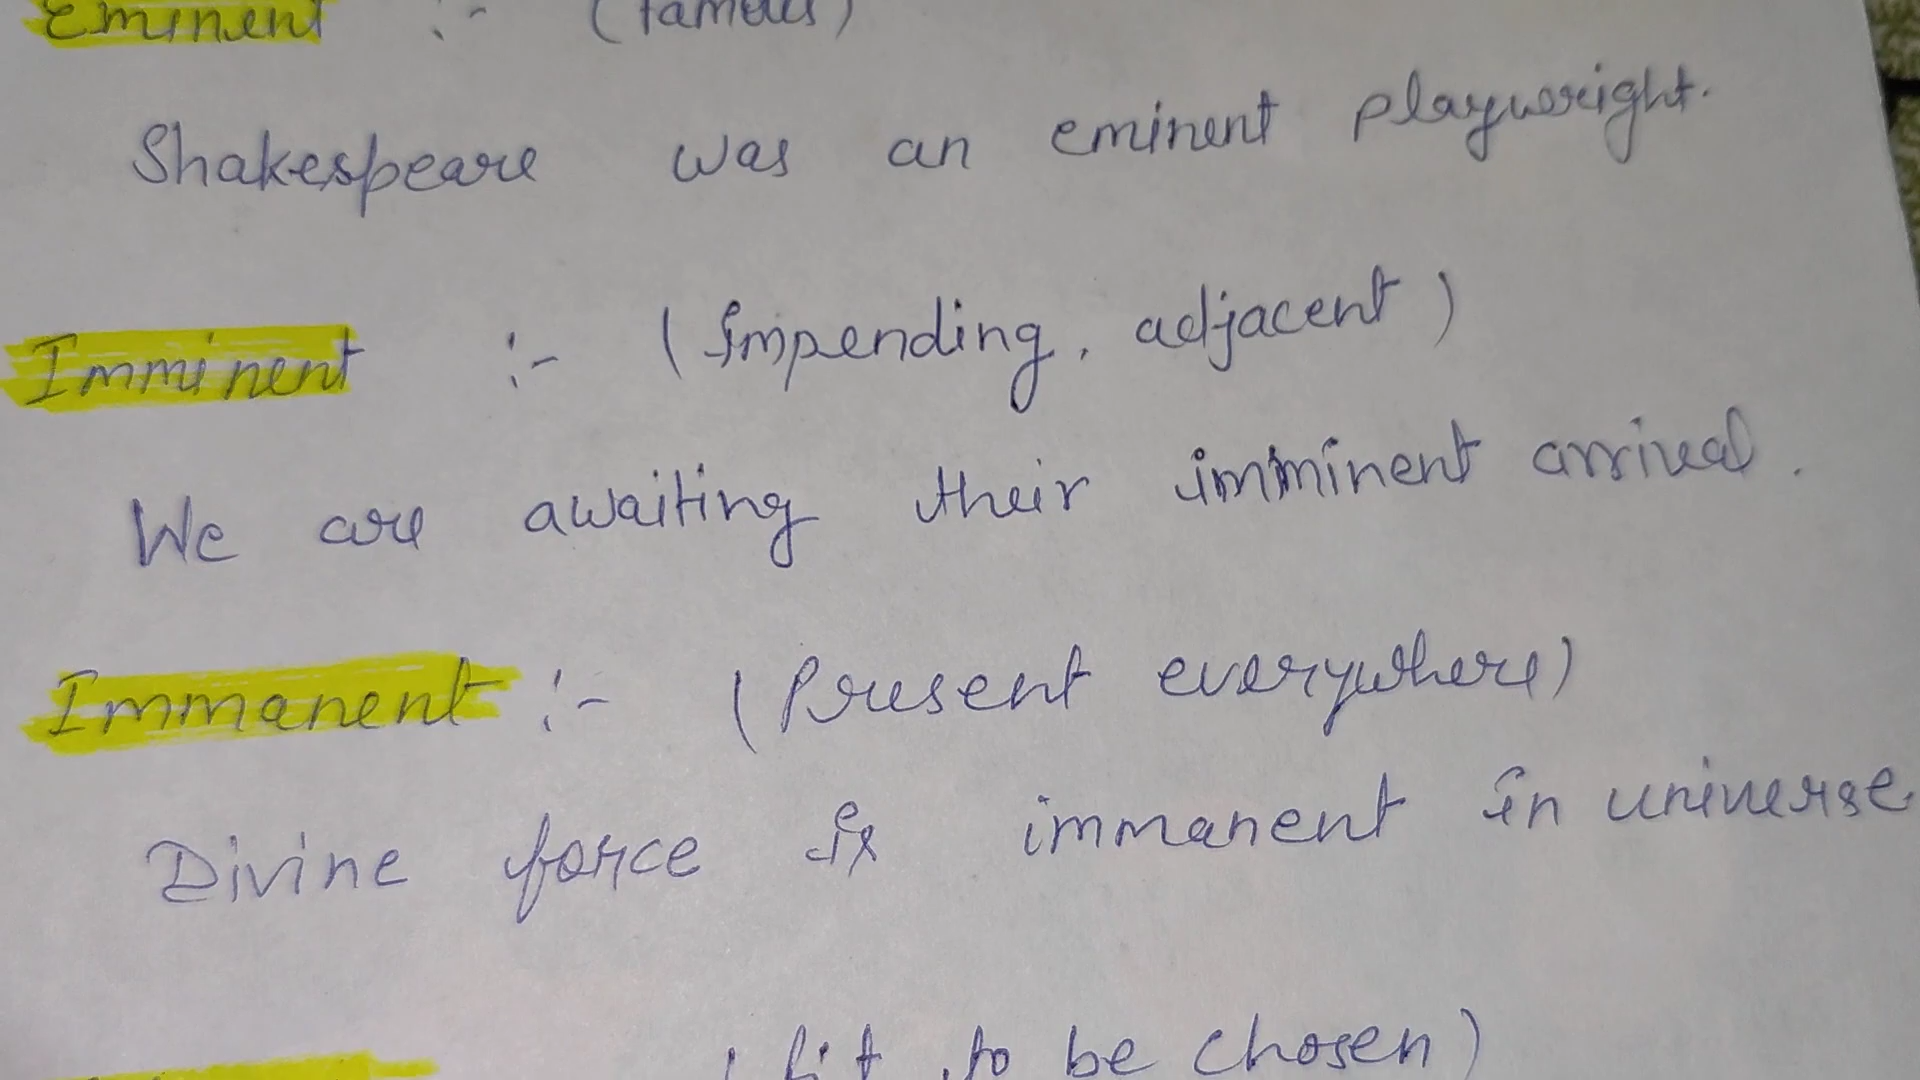 Eminent :- (famous)
Shakespeare was an eminent playwright.
Imminent :- (Impending, adjacent)
We are awaiting their imminent arrival.
Immanent :- (Present everywhere)
Divine force is immanent in universe.
(fit to be chosen)